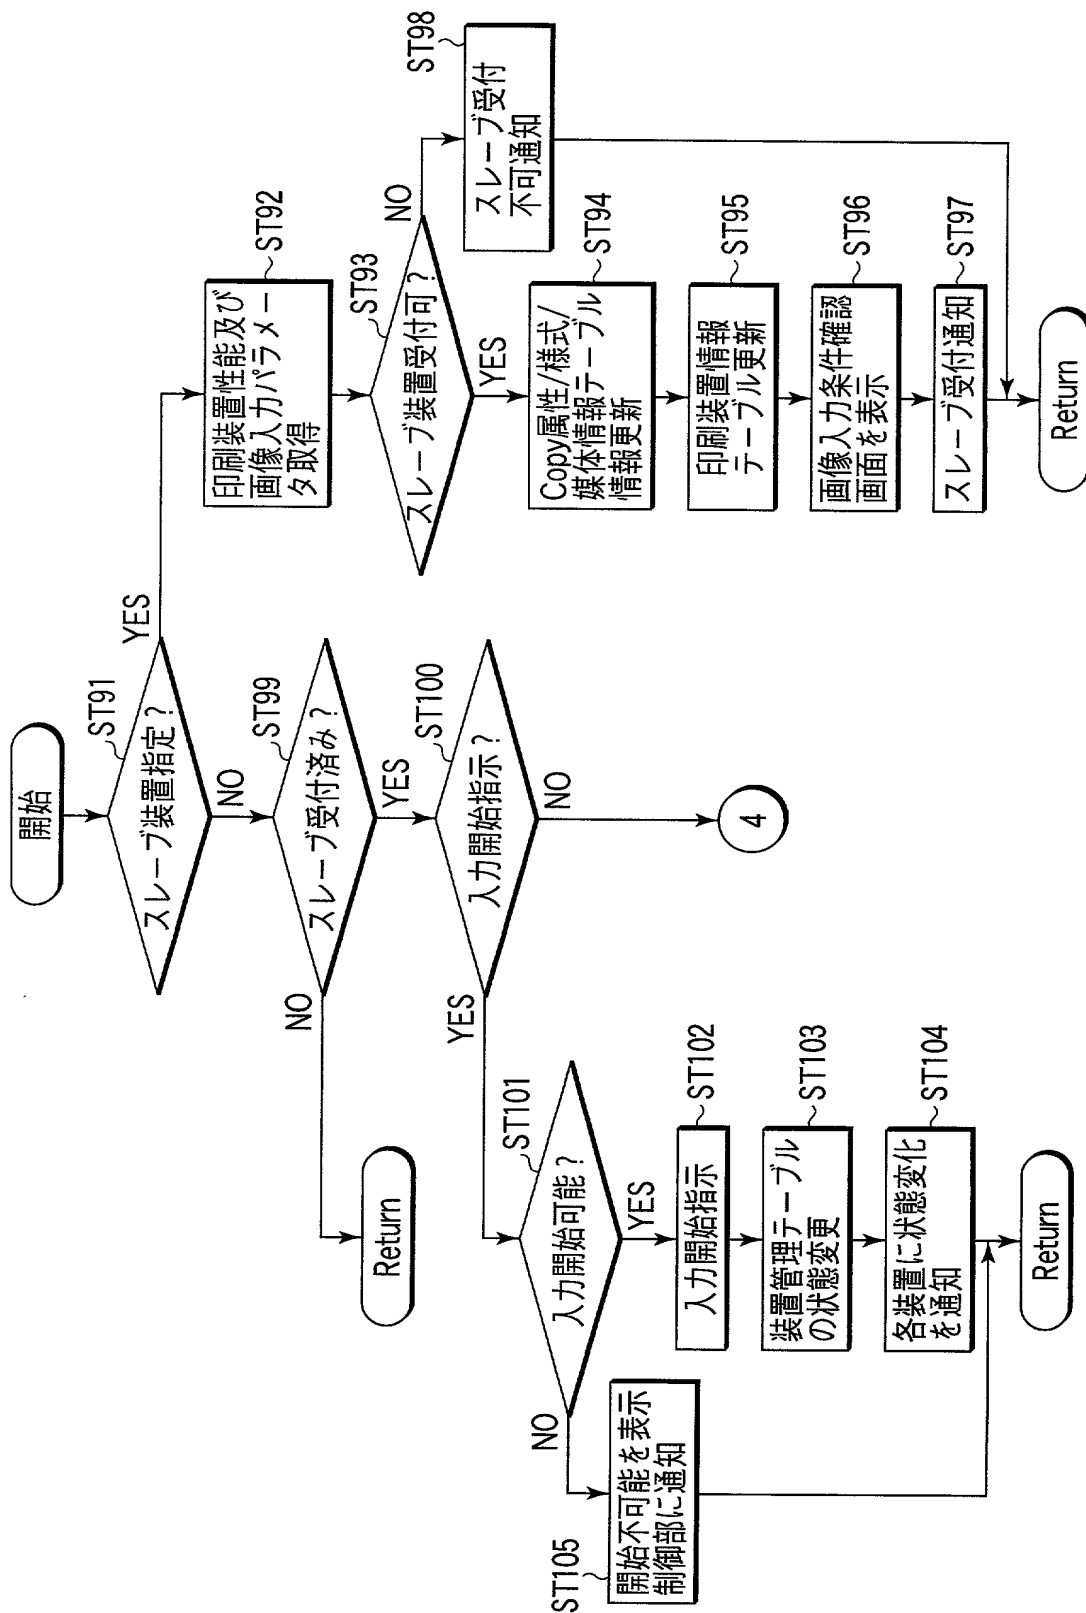 開始
ST91
スレーブ装置指定？
YES
NO
ST92
印刷装置性能及び
画像入力パラメー
タ取得
ST93
スレーブ装置受付可？
NO
YES
ST98
スレーブ受付
不可通知
ST94
Copy属性/様式/
媒体情報テーブル
情報更新
ST95
印刷装置情報
テーブル更新
ST96
画像入力条件確認
画面を表示
ST97
スレーブ受付通知
Return
ST99
スレーブ受付済み？
NO
YES
Return
ST100
入力開始指示？
YES
NO
4
ST101
入力開始可能？
NO
YES
ST102
入力開始指示
ST103
装置管理テーブル
の状態変更
ST104
各装置に状態変化
を通知
ST105
開始不可能を表示
制御部に通知
Return